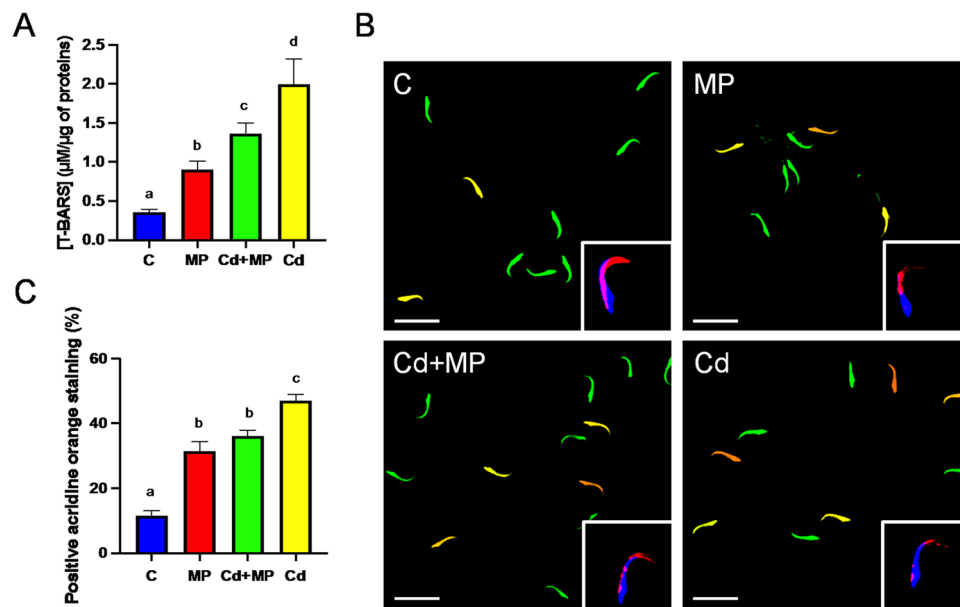 A
[T-BARS] (µM/µg of proteins)
2.5
2.0
1.5
1.0
0.5
0.0
a
b
c
d
C
MP
Cd+MP
Cd
B
C
MP
Cd+MP
Cd
C
Positive acridine orange staining (%)
60
40
20
0
a
b
b
c
C
MP
Cd+MP
Cd